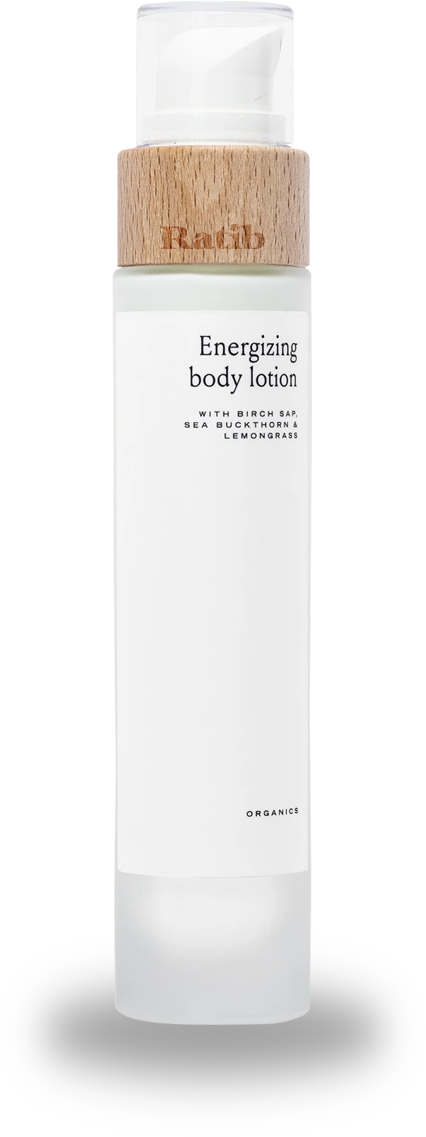 Ratib
Energizing
body lotion
WITH BIRCH SAP,
SEA BUCKTHORN &
LEMONGRASS
ORGANICS